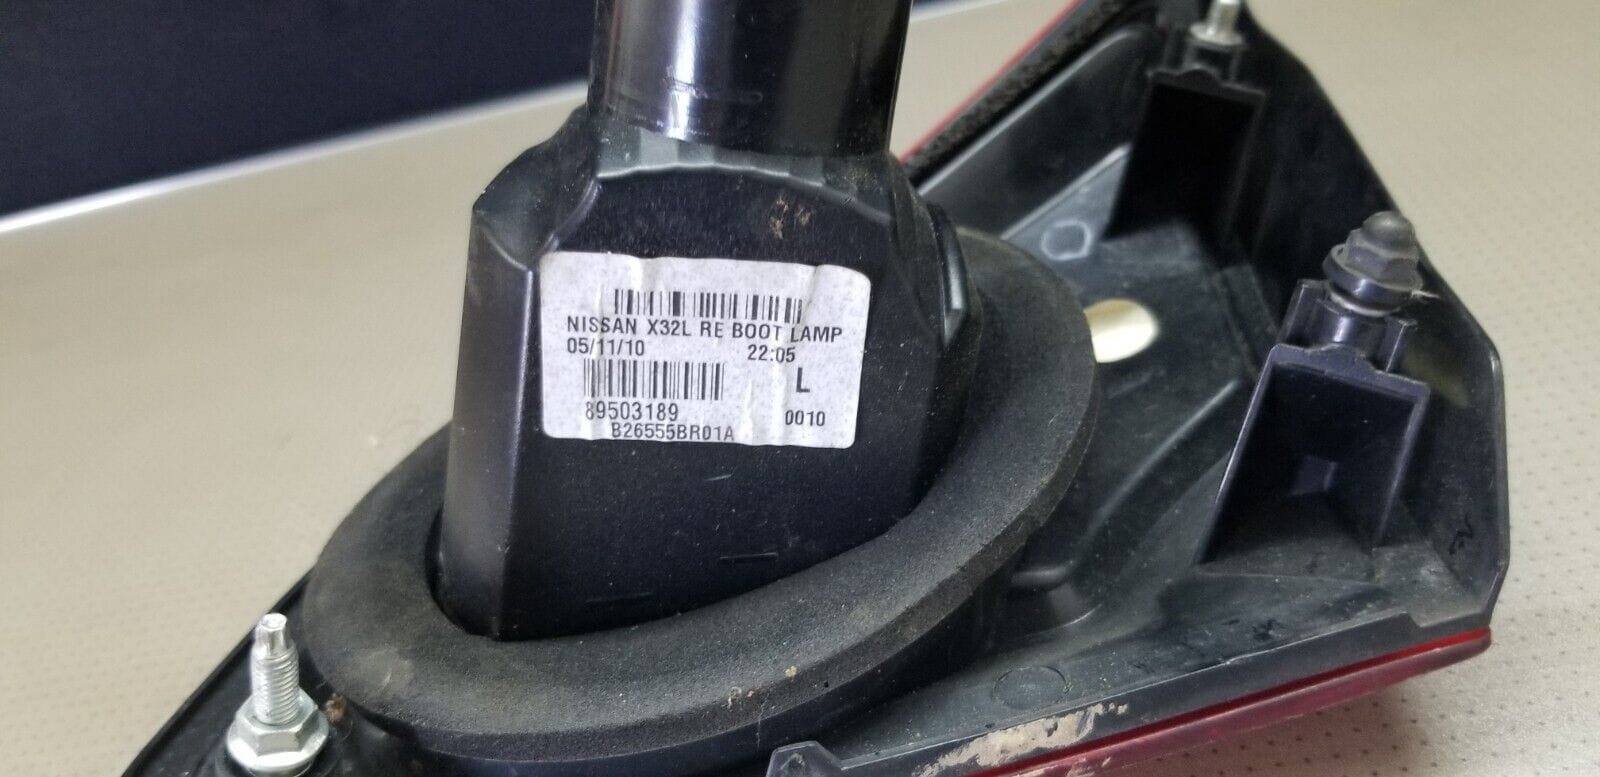 NISSAN X32L RE BOOT LAMP
05/11/10 22:05
L
89503189 0010
B26555BR01A